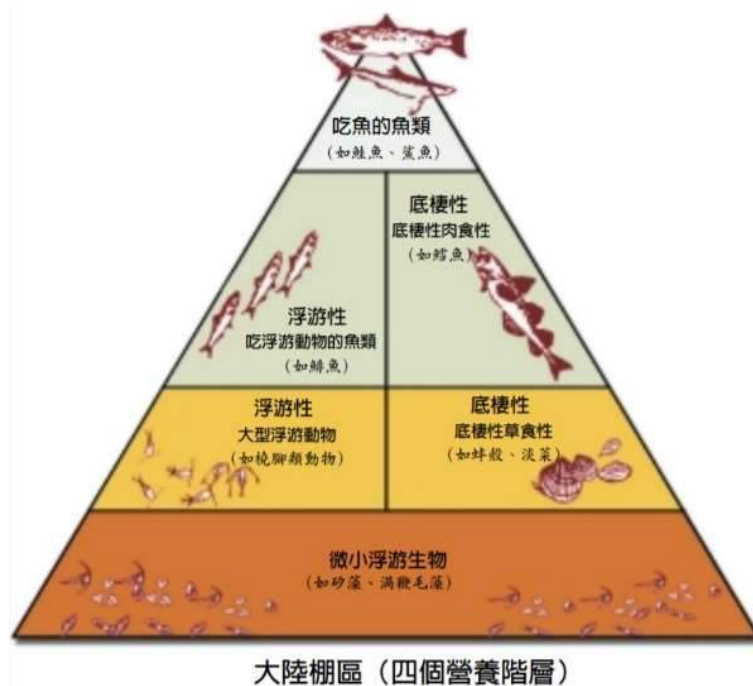 吃魚的魚類
(如鮭魚、鯊魚)
底棲性
底棲性肉食性
(如鱈魚)
浮游性
吃浮游動物的魚類
(如鯡魚)
浮游性
大型浮游動物
(如橈腳類動物)
底棲性
底棲性草食性
(如蚌殼、淡菜)
微小浮游生物
(如矽藻、渦鞭毛藻)
大陸棚區(四個營養階層)